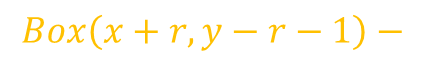 Box(x + r, y − r − 1) −